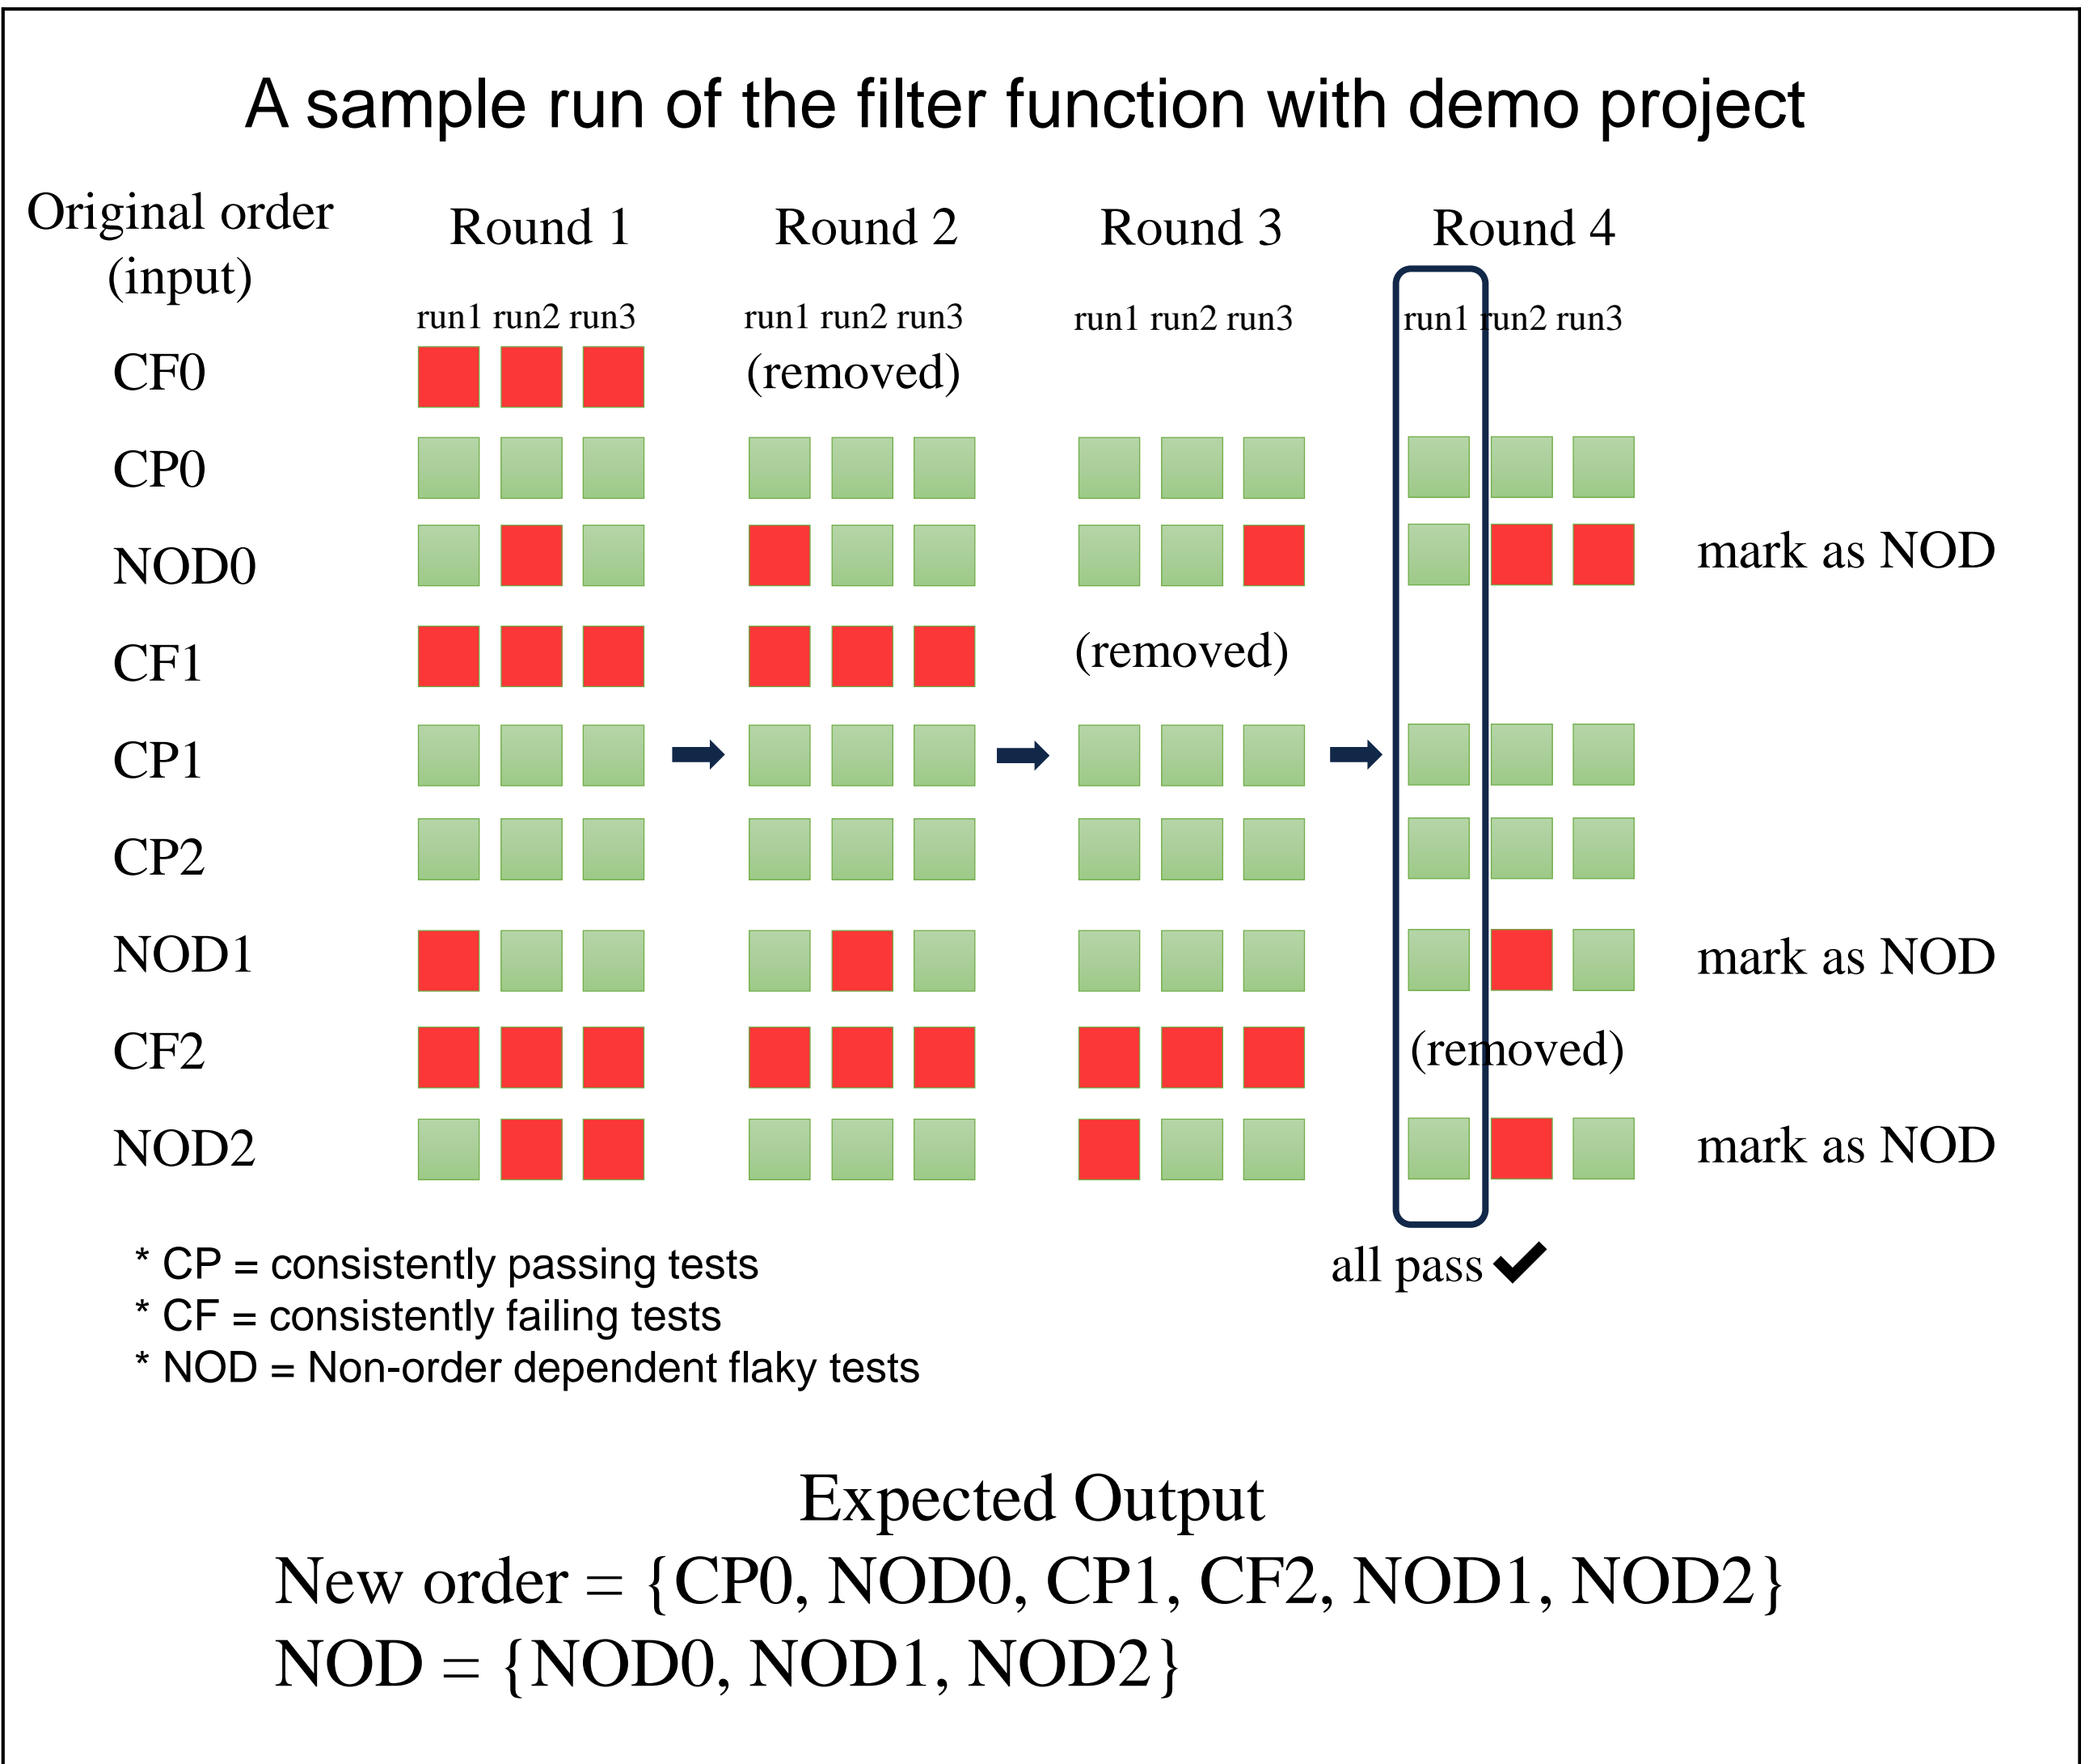 A sample run of the filter function with demo project
Original order
(input)
Round 1
Round 2
Round 3
Round 4
run1 run2 run3
run1 run2 run3
run1 run2 run3
run1 run2 run3
CF0
(removed)
CP0
NOD0
mark as NOD
CF1
(removed)
CP1
CP2
NOD1
mark as NOD
CF2
(removed)
NOD2
mark as NOD
all pass
* CP = consistently passing tests
* CF = consistently failing tests
* NOD = Non-order dependent flaky tests
Expected Output
New order = {CP0, NOD0, CP1, CF2, NOD1, NOD2}
NOD = {NOD0, NOD1, NOD2}